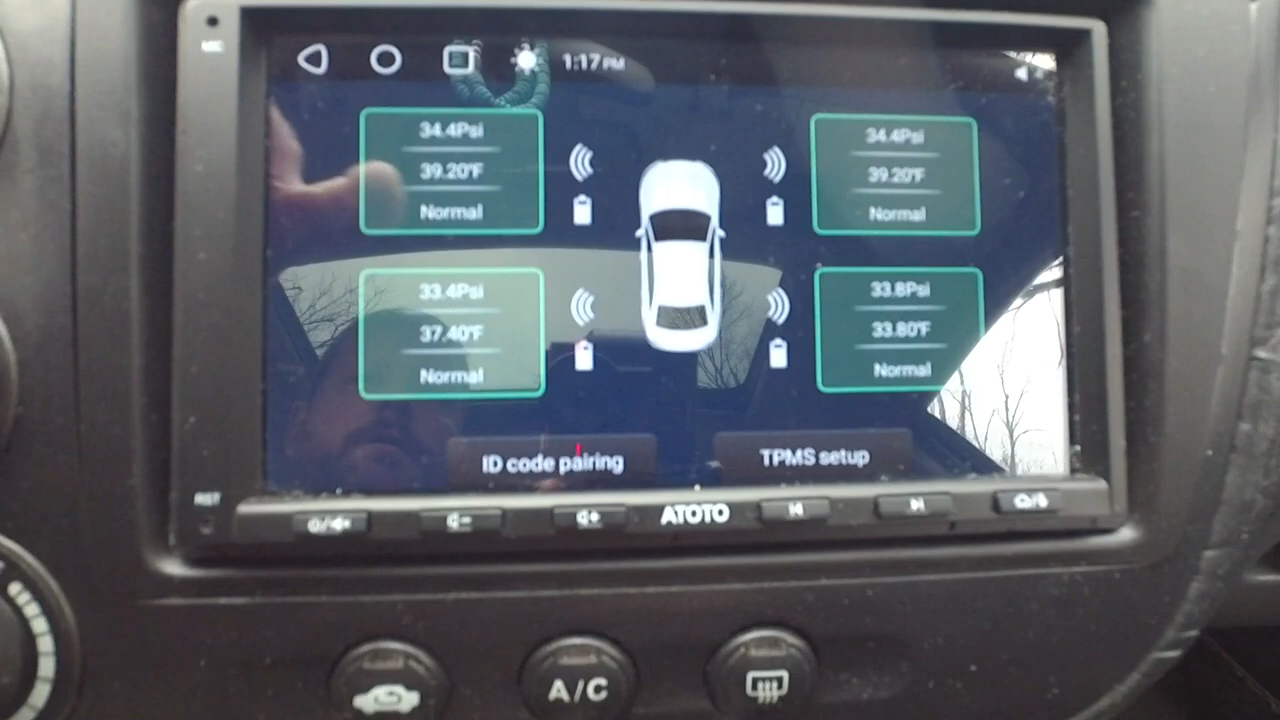 MIC
1:17 PM
34.4Psi
39.20°F
Normal
34.4Psi
39.20°F
Normal
33.4Psi
37.40°F
Normal
33.8Psi
33.80°F
Normal
ID code pairing
TPMS setup
RST
ATOTO
A/C